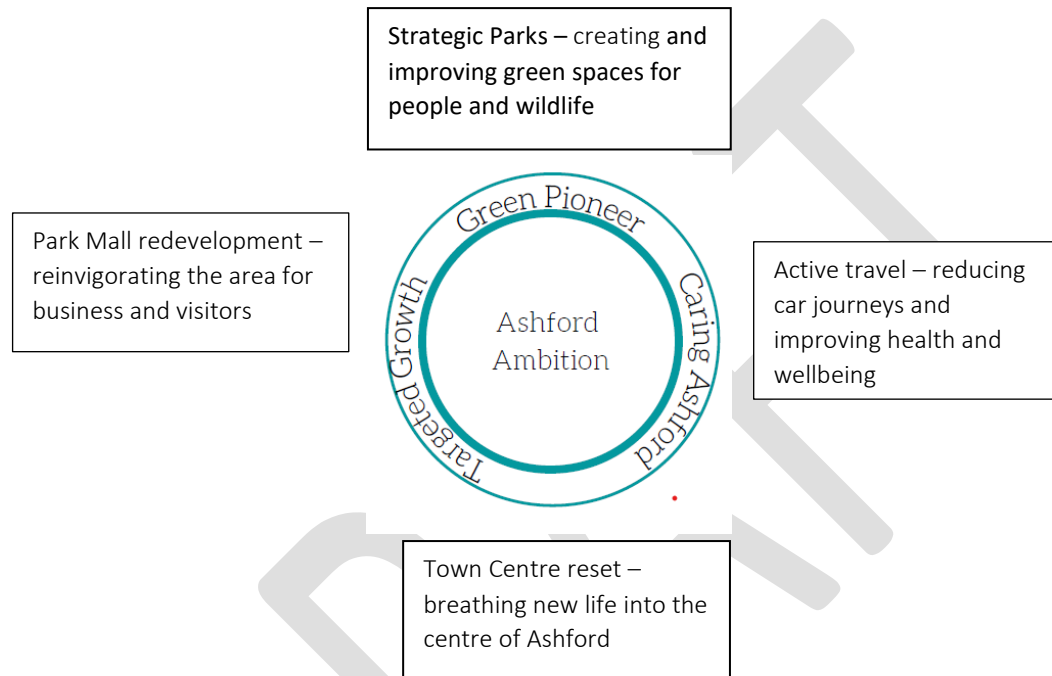 Strategic Parks – creating and
improving green spaces for
people and wildlife
Green Pioneer
Park Mall redevelopment –
reinvigorating the area for
business and visitors
Targeted Growth
Ashford
Ambition
Caring Ashford
Active travel – reducing
car journeys and
improving health and
wellbeing
Town Centre reset –
breathing new life into the
centre of Ashford